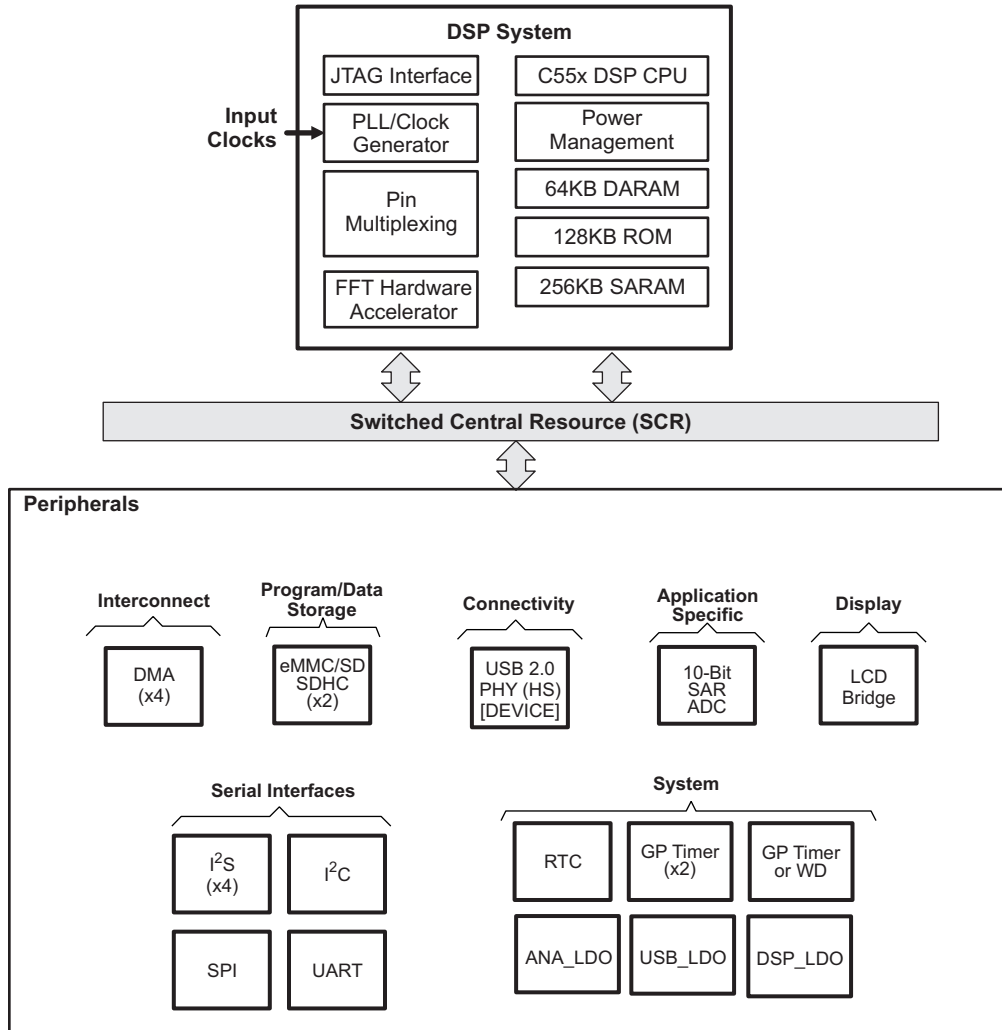 DSP System
JTAG Interface
C55x DSP CPU
Input
Clocks
PLL/Clock
Generator
Power
Management
Pin
Multiplexing
64KB DARAM
128KB ROM
FFT Hardware
Accelerator
256KB SARAM
Switched Central Resource (SCR)
Peripherals
Interconnect
DMA
(x4)
Program/Data
Storage
eMMC/SD
SDHC
(x2)
Connectivity
USB 2.0
PHY (HS)
[DEVICE]
Application
Specific
10-Bit
SAR
ADC
Display
LCD
Bridge
Serial Interfaces
I²S
(x4)
I²C
SPI
UART
System
RTC
GP Timer
(x2)
GP Timer
or WD
ANA_LDO
USB_LDO
DSP_LDO